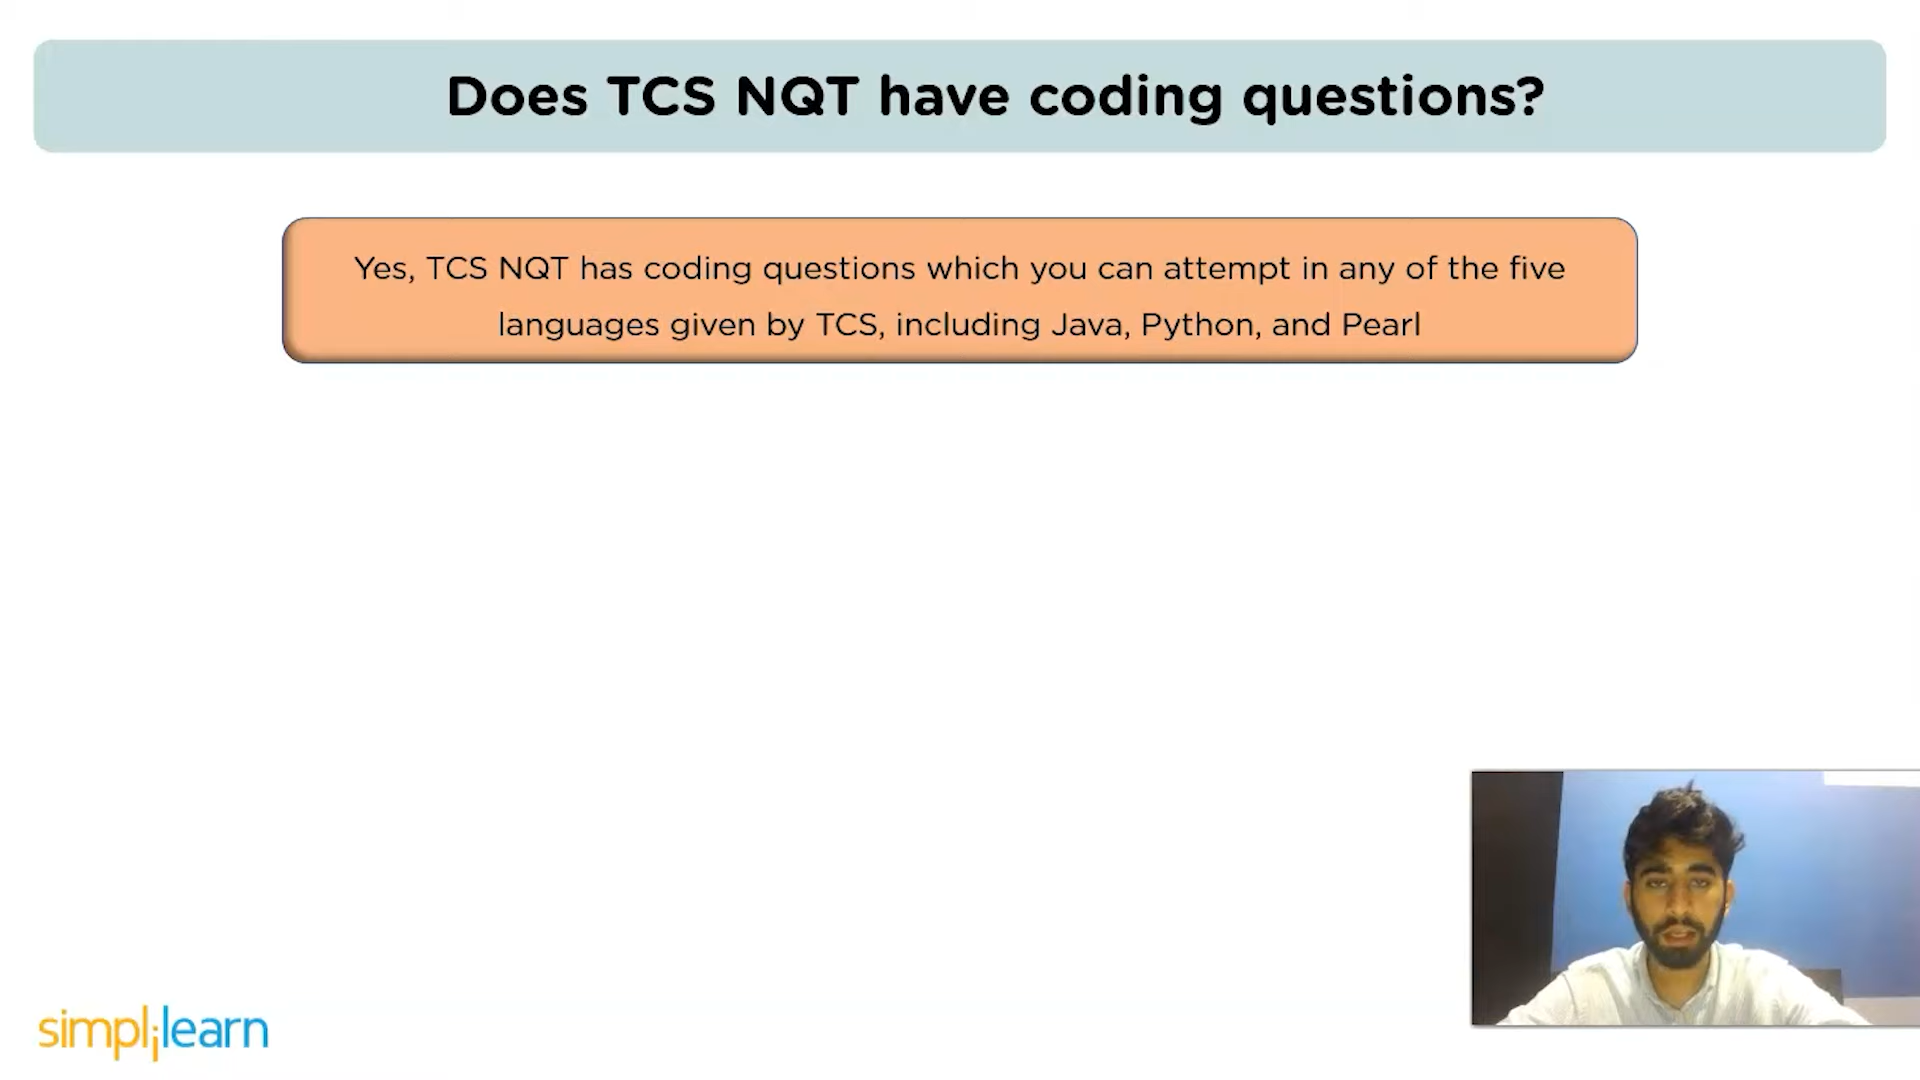 Does TCS NQT have coding questions?
Yes, TCS NQT has coding questions which you can attempt in any of the five
languages given by TCS, including Java, Python, and Pearl
simplilearn